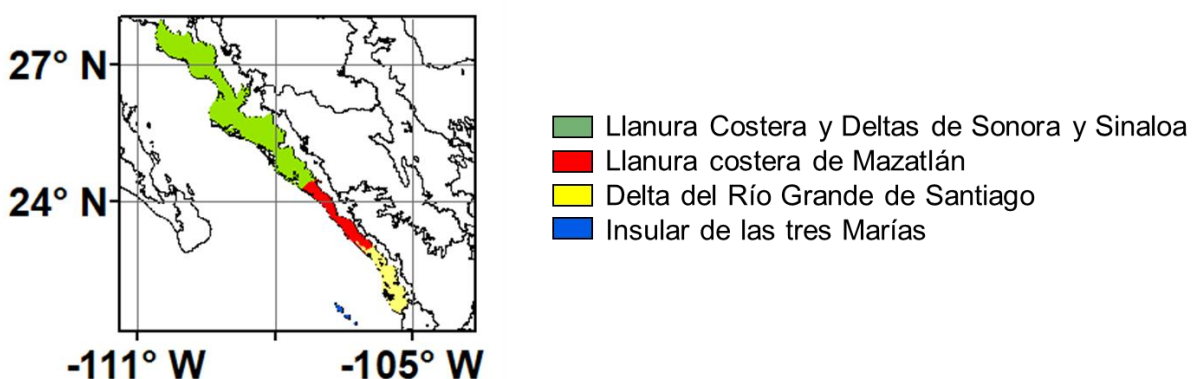 27° N
24° N
-111° W
-105° W
Llanura Costera y Deltas de Sonora y Sinaloa
Llanura costera de Mazatlán
Delta del Río Grande de Santiago
Insular de las tres Marías